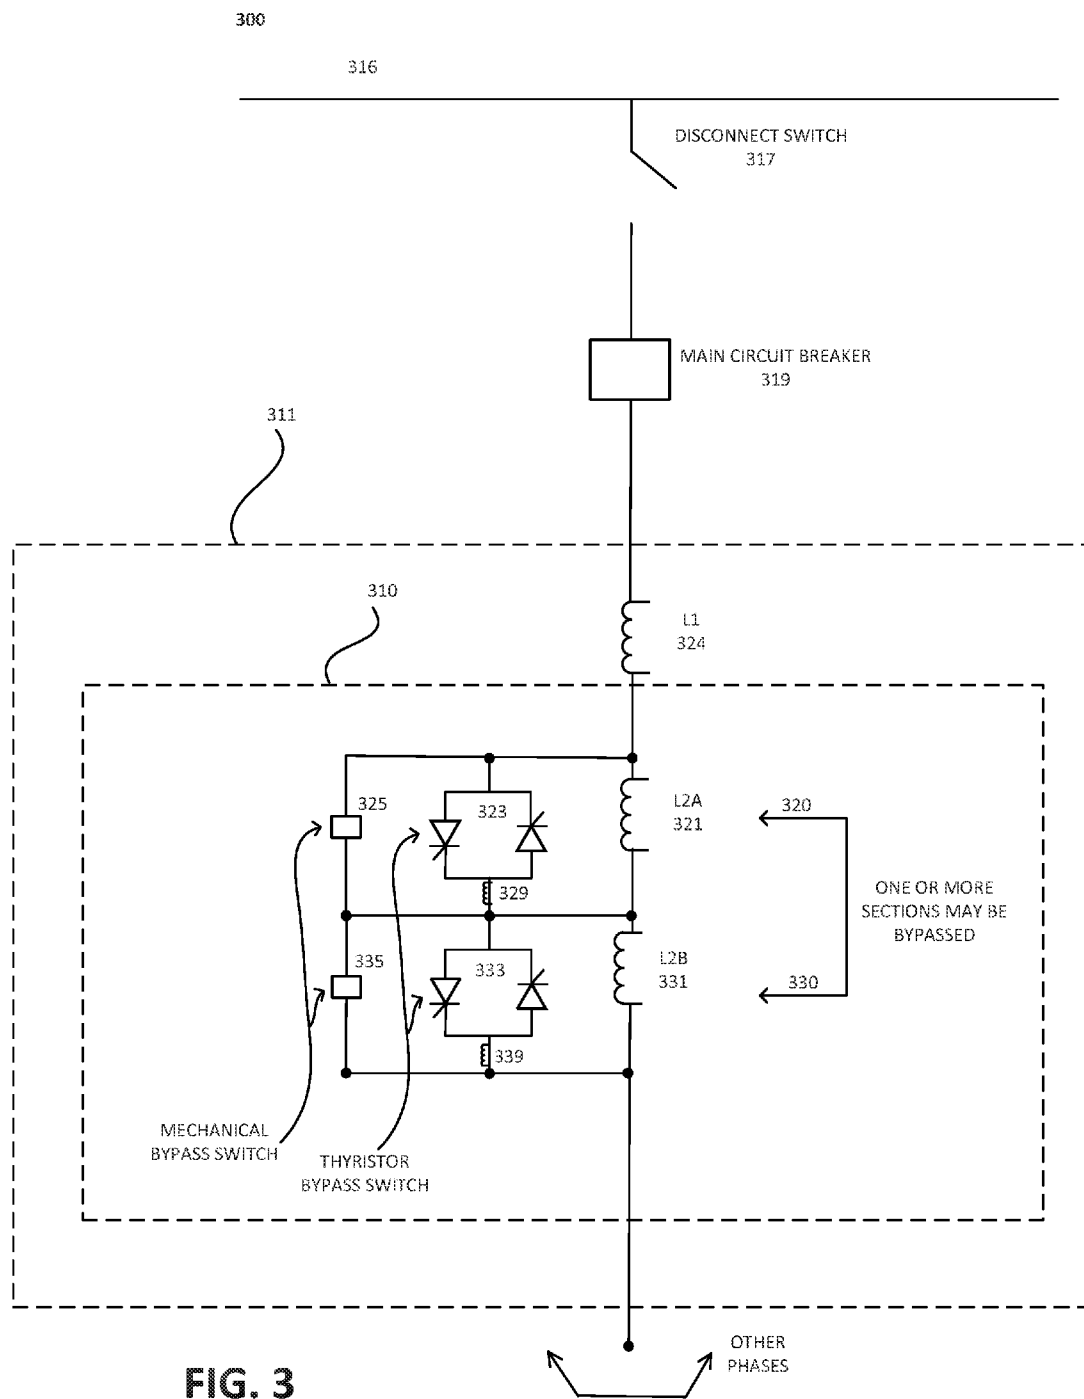 300
316
DISCONNECT SWITCH
317
MAIN CIRCUIT BREAKER
319
311
310
L1
324
325
323
L2A
321
320
329
ONE OR MORE
SECTIONS MAY BE
BYPASSED
335
333
L2B
331
330
339
MECHANICAL
BYPASS SWITCH
THYRISTOR
BYPASS SWITCH
OTHER
PHASES
FIG. 3